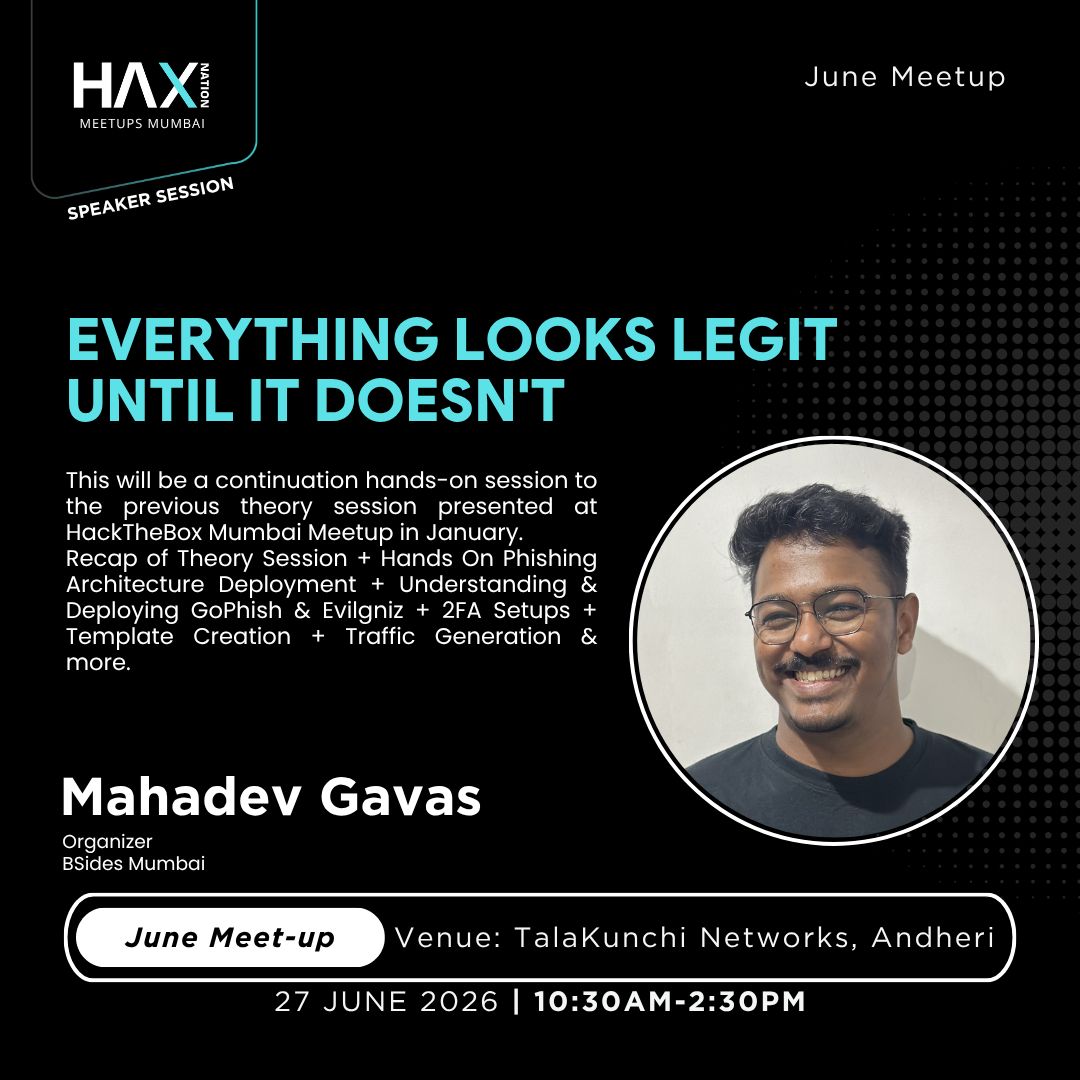 HAX NATION
MEETUPS MUMBAI
SPEAKER SESSION
June Meetup
EVERYTHING LOOKS LEGIT
UNTIL IT DOESN'T
This will be a continuation hands-on session to
the previous theory session presented at
HackTheBox Mumbai Meetup in January.
Recap of Theory Session + Hands On Phishing
Architecture Deployment + Understanding &
Deploying GoPhish & Evilgniz + 2FA Setups +
Template Creation + Traffic Generation &
more.
Mahadev Gavas
Organizer
BSides Mumbai
June Meet-up Venue: TalaKunchi Networks, Andheri
27 JUNE 2026 | 10:30AM-2:30PM